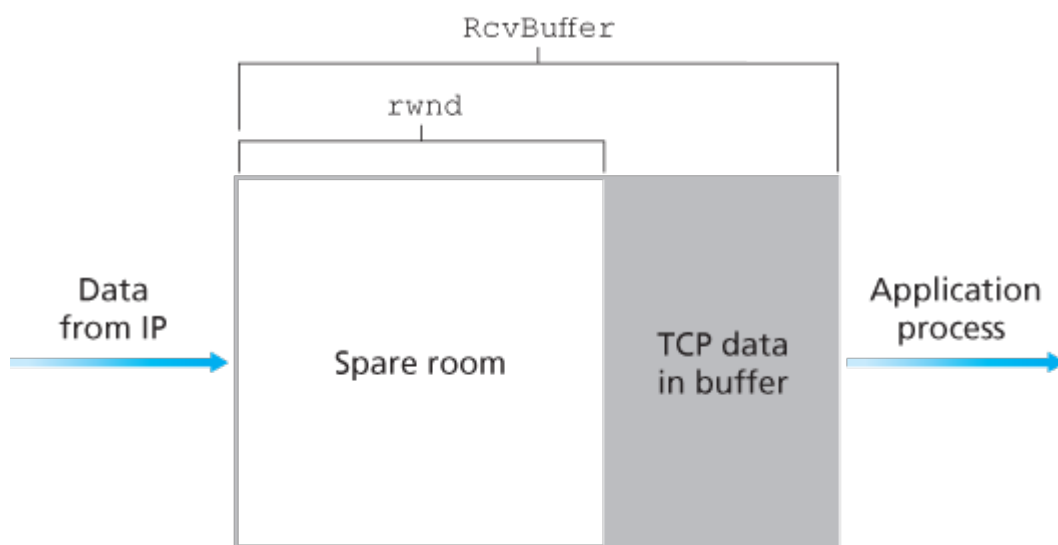 RcvBuffer
rwnd
Data
from IP
Spare room
TCP data
in buffer
Application
process